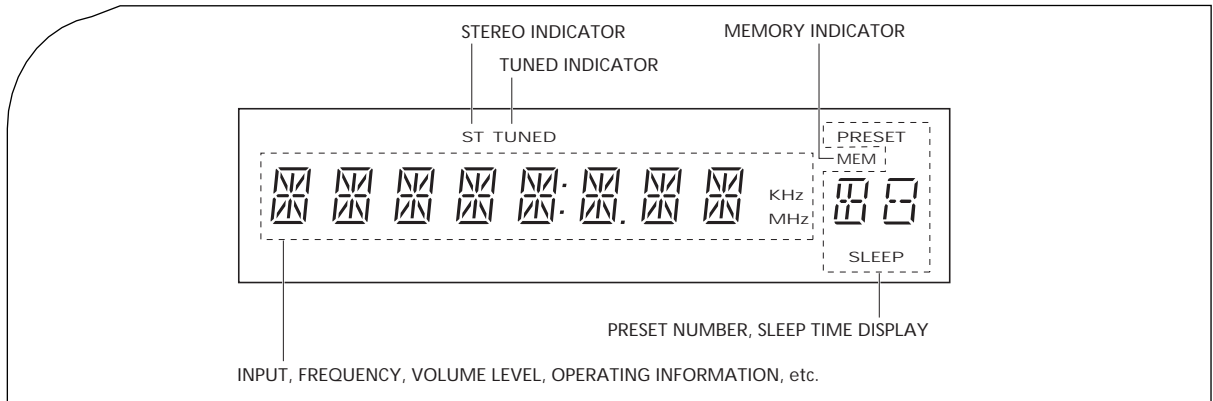 STEREO INDICATOR
MEMORY INDICATOR
TUNED INDICATOR
ST TUNED
PRESET
MEM
KHz
MHz
SLEEP
PRESET NUMBER, SLEEP TIME DISPLAY
INPUT, FREQUENCY, VOLUME LEVEL, OPERATING INFORMATION, etc.